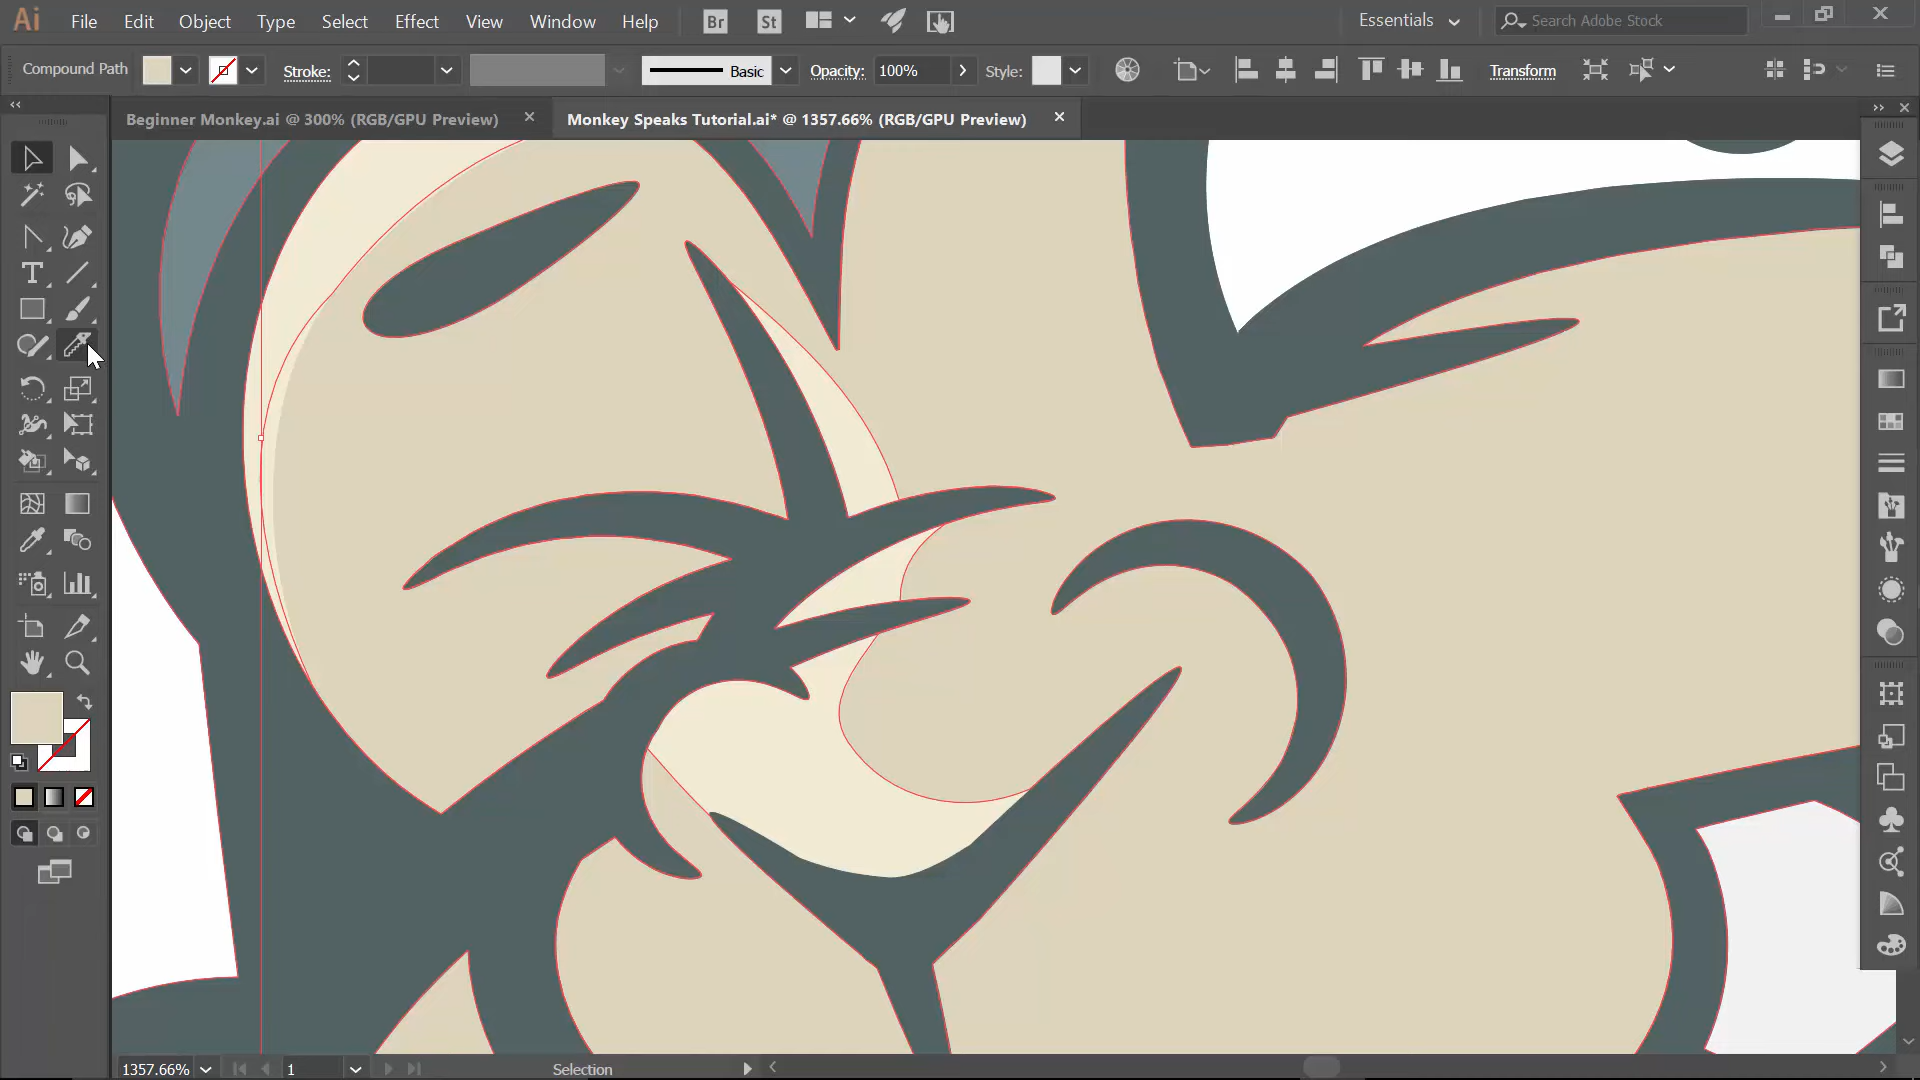 Ai File Edit Object Type Select Effect View Window Help Br St Essentials Search Adobe Stock
Compound Path Stroke: Basic Opacity: 100% Style: Transform
Beginner Monkey.ai @ 300% (RGB/GPU Preview) Monkey Speaks Tutorial.ai* @ 1357.66% (RGB/GPU Preview)
T
1357.66% 1 Selection